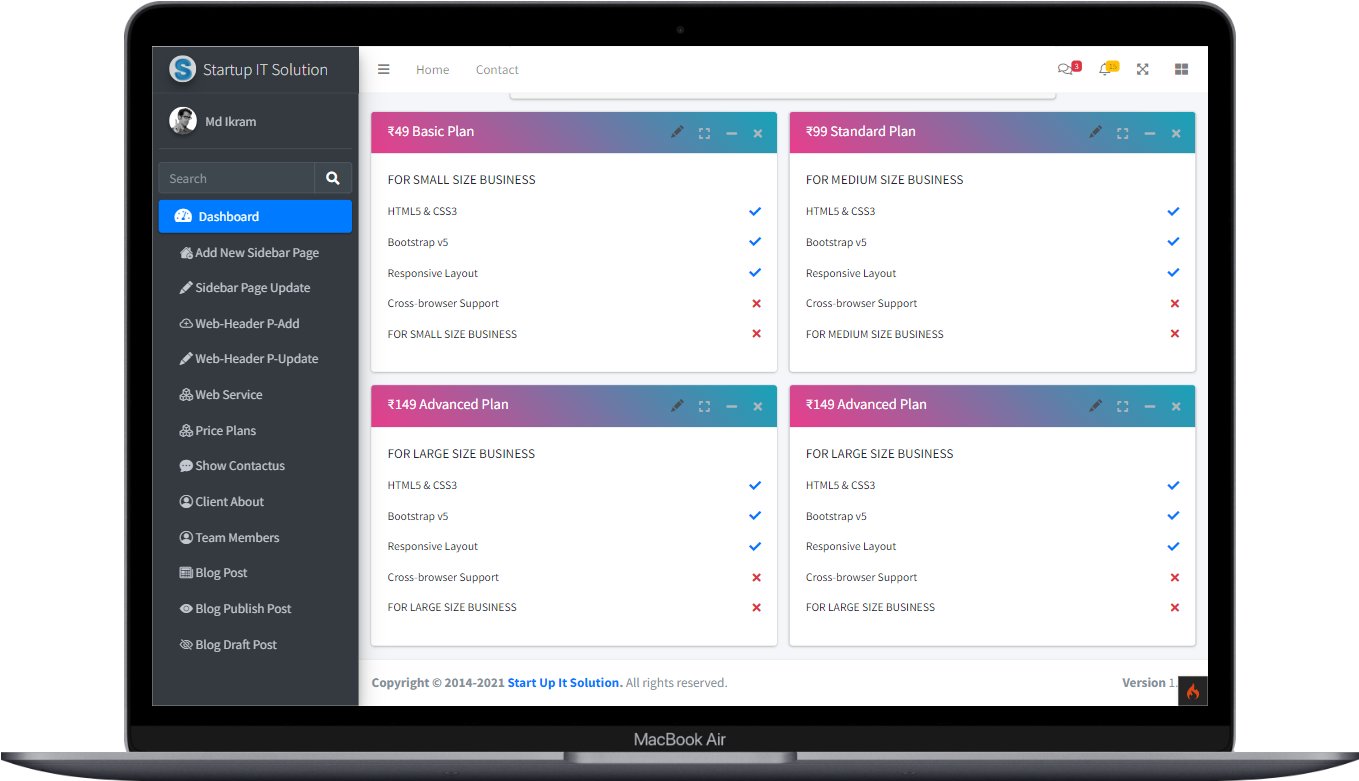 Startup IT Solution
Home
Contact
3
15
Md Ikram
Search
Dashboard
Add New Sidebar Page
Sidebar Page Update
Web-Header P-Add
Web-Header P-Update
Web Service
Price Plans
Show Contactus
Client About
Team Members
Blog Post
Blog Publish Post
Blog Draft Post
₹49 Basic Plan
FOR SMALL SIZE BUSINESS
HTML5 & CSS3
Bootstrap v5
Responsive Layout
Cross-browser Support
FOR SMALL SIZE BUSINESS
₹99 Standard Plan
FOR MEDIUM SIZE BUSINESS
HTML5 & CSS3
Bootstrap v5
Responsive Layout
Cross-browser Support
FOR MEDIUM SIZE BUSINESS
₹149 Advanced Plan
FOR LARGE SIZE BUSINESS
HTML5 & CSS3
Bootstrap v5
Responsive Layout
Cross-browser Support
FOR LARGE SIZE BUSINESS
₹149 Advanced Plan
FOR LARGE SIZE BUSINESS
HTML5 & CSS3
Bootstrap v5
Responsive Layout
Cross-browser Support
FOR LARGE SIZE BUSINESS
Copyright © 2014-2021 Start Up It Solution. All rights reserved.
Version 1.
MacBook Air